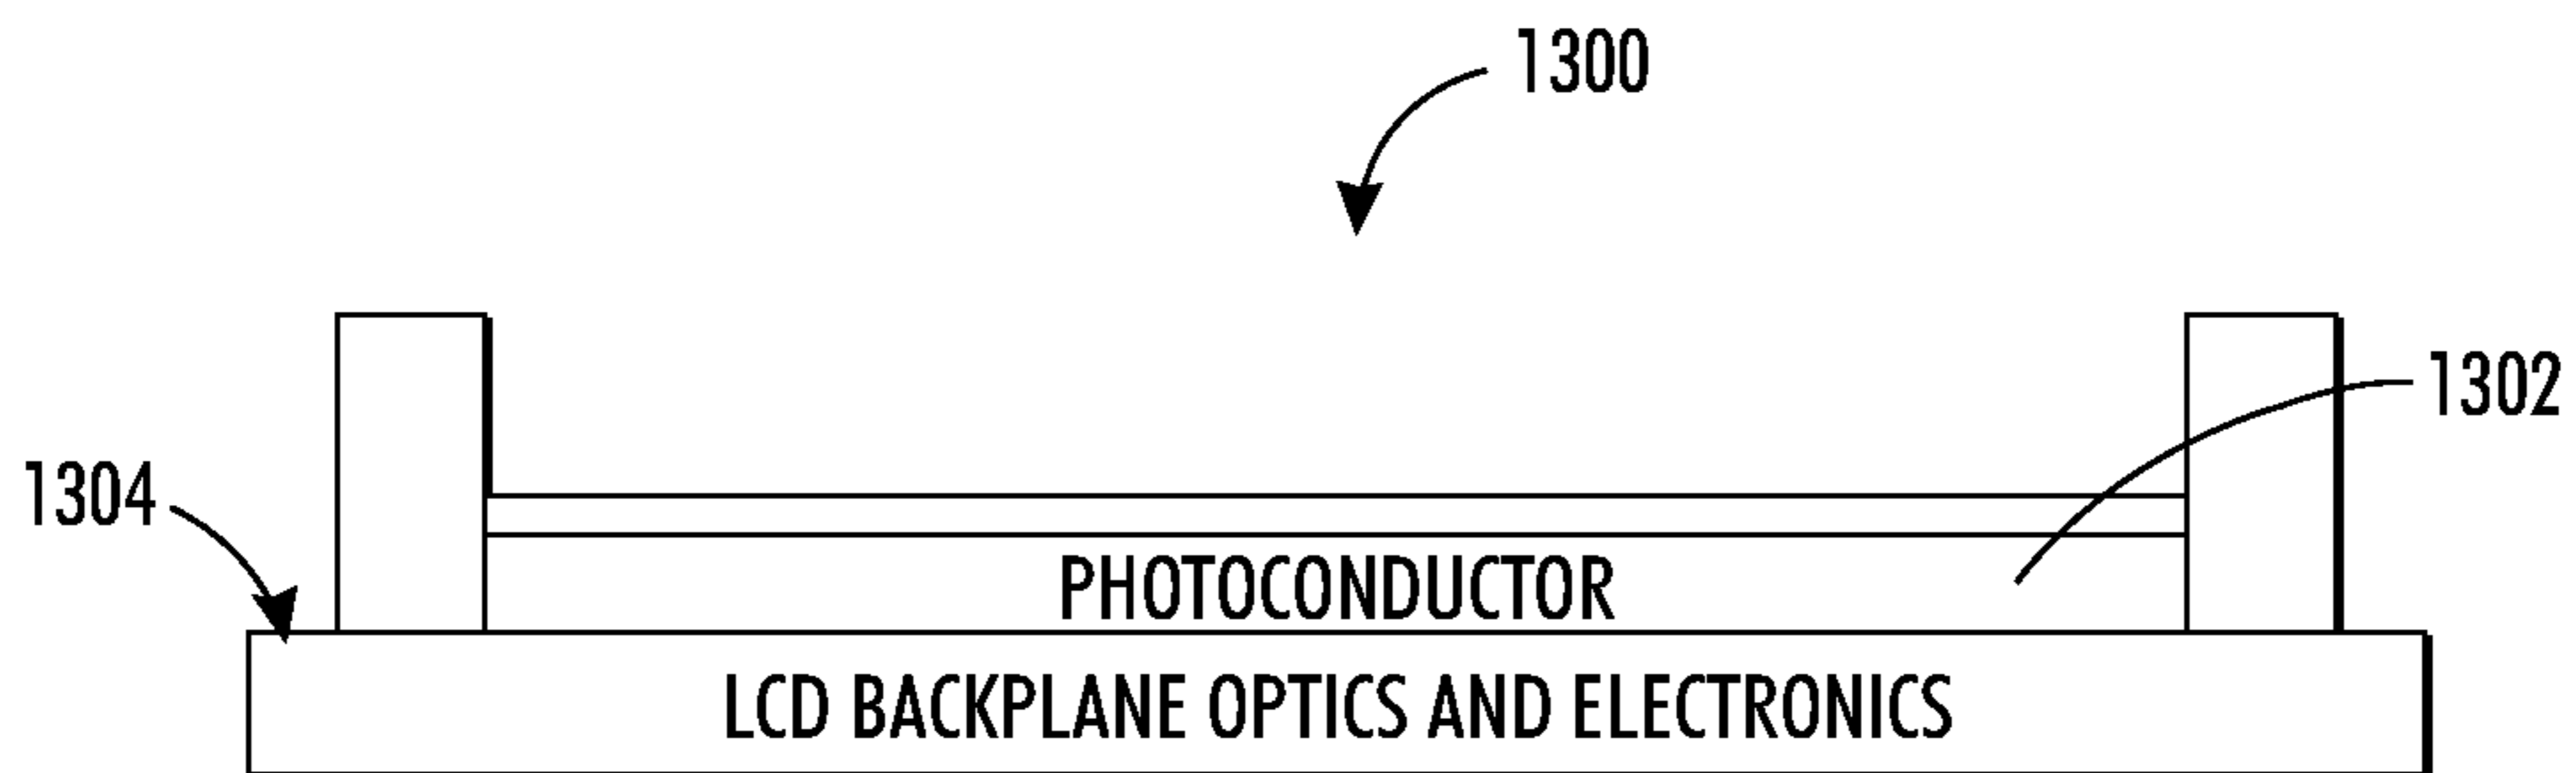 1300
1302
1304
PHOTOCONDUCTOR
LCD BACKPLANE OPTICS AND ELECTRONICS